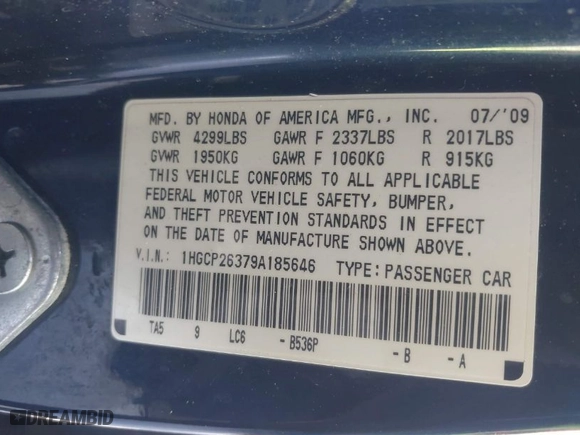 MFD. BY HONDA OF AMERICA MFG., INC. 07/'09
GVWR 4299LBS GAWR F 2337LBS R 2017LBS
GVWR 1950KG GAWR F 1060KG R 915KG
THIS VEHICLE CONFORMS TO ALL APPLICABLE
FEDERAL MOTOR VEHICLE SAFETY, BUMPER,
AND THEFT PREVENTION STANDARDS IN EFFECT
ON THE DATE OF MANUFACTURE SHOWN ABOVE.
V.I.N.: 1HGCP26379A185646 TYPE: PASSENGER CAR
TA5 9 LC6 - B536P - B - A
DREAMBID